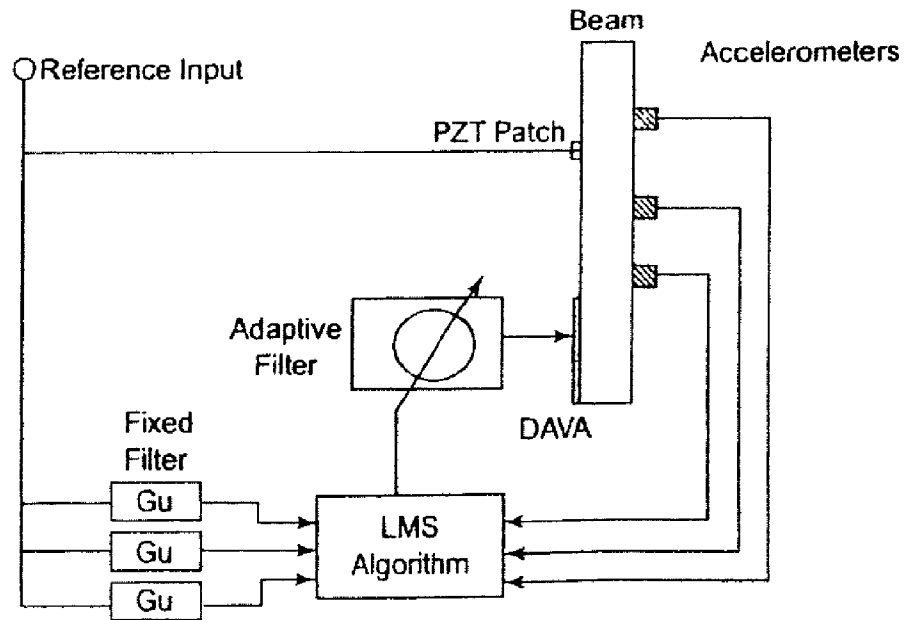 Beam
Accelerometers
Reference Input
PZT Patch
Adaptive
Filter
DAVA
Fixed
Filter
Gu
Gu
Gu
LMS
Algorithm